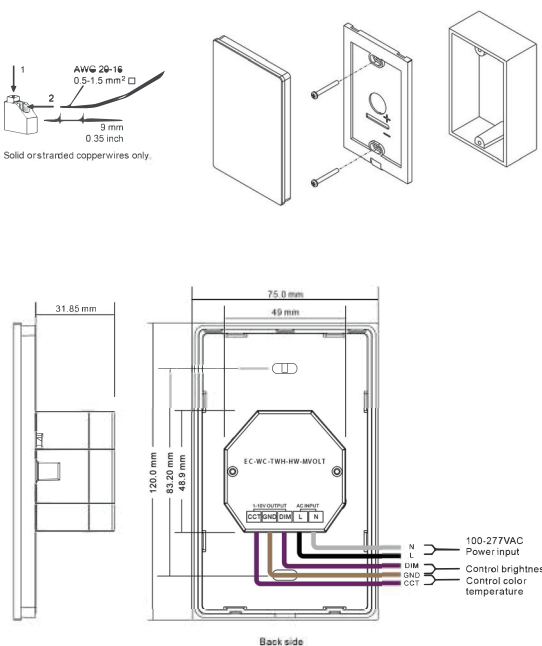 1
AWG 20-16
0.5-1.5 mm² □
2
9 mm
0.35 inch
Solid or stranded copper wires only.
+
−
75.0 mm
31.85 mm
49 mm
120.0 mm
83.20 mm
48.9 mm
EC-WC-TWH-HW-MVOLT
1-10V OUTPUT AC INPUT
CCT GND DIM L N
N
L
100-277VAC
Power input
DIM
GND
CCT
Control brightnes
Control color
temperature
Back side